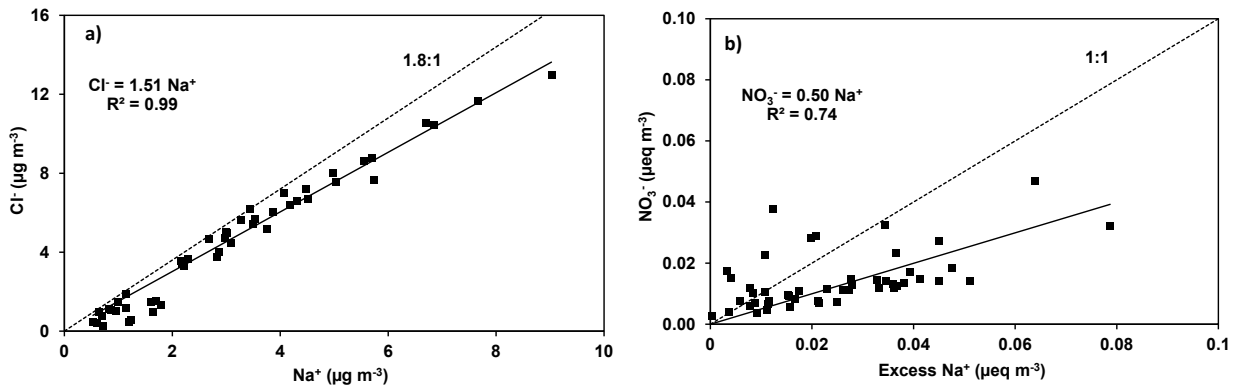 a)
Cl⁻ = 1.51 Na⁺
R² = 0.99
1.8:1
16
12
8
4
0
0 2 4 6 8 10
Cl⁻ (µg m⁻³)
Na⁺ (µg m⁻³)
b)
NO₃⁻ = 0.50 Na⁺
R² = 0.74
1:1
0.10
0.08
0.06
0.04
0.02
0.00
0 0.02 0.04 0.06 0.08 0.1
NO₃⁻ (µeq m⁻³)
Excess Na⁺ (µeq m⁻³)